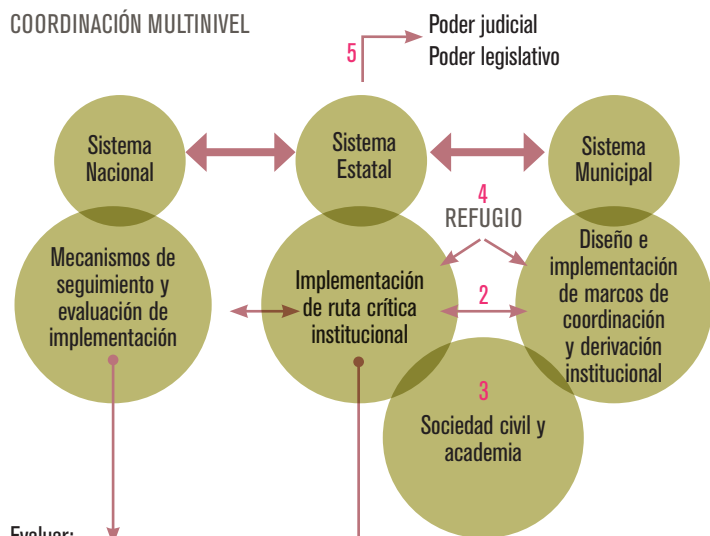 COORDINACIÓN MULTINIVEL
5
Poder judicial
Poder legislativo
Sistema
Nacional
Sistema
Estatal
Sistema
Municipal
4
REFUGIO
Mecanismos de
seguimiento y
evaluación de
implementación
Implementación
de ruta crítica
institucional
2
Diseño e
implementación
de marcos de
coordinación
y derivación
institucional
3
Sociedad civil y
academia
Evaluar: